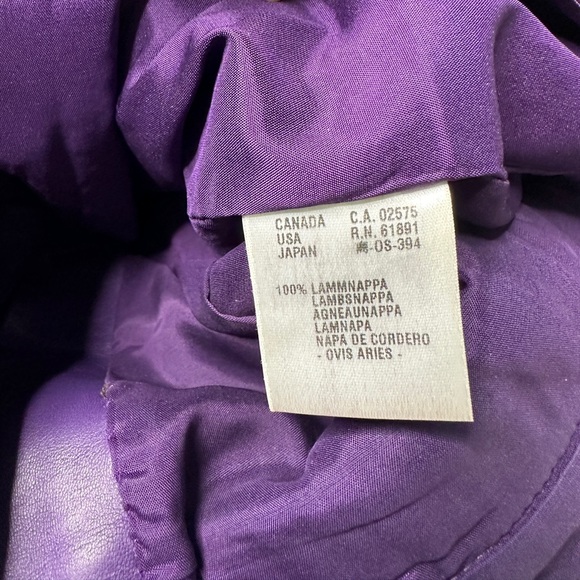 CANADA C.A. 02575
USA R.N. 61891
JAPAN -OS-394
100% LAMMNAPPA
LAMBSNAPPA
AGNEAUNAPPA
LAMNAPA
NAPA DE CORDERO
- OVIS ARIES -